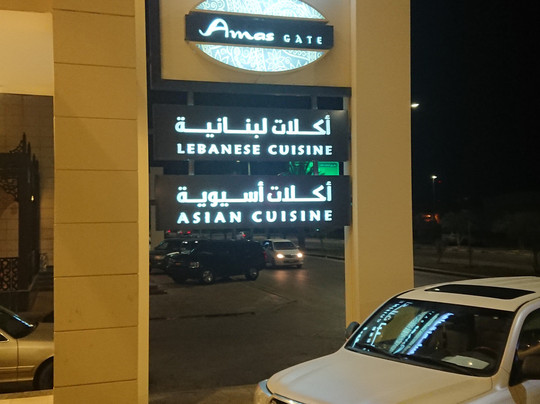 Amas
GATE
أكلات لبنانية
LEBANESE CUISINE
أكلات أسيوية
ASIAN CUISINE